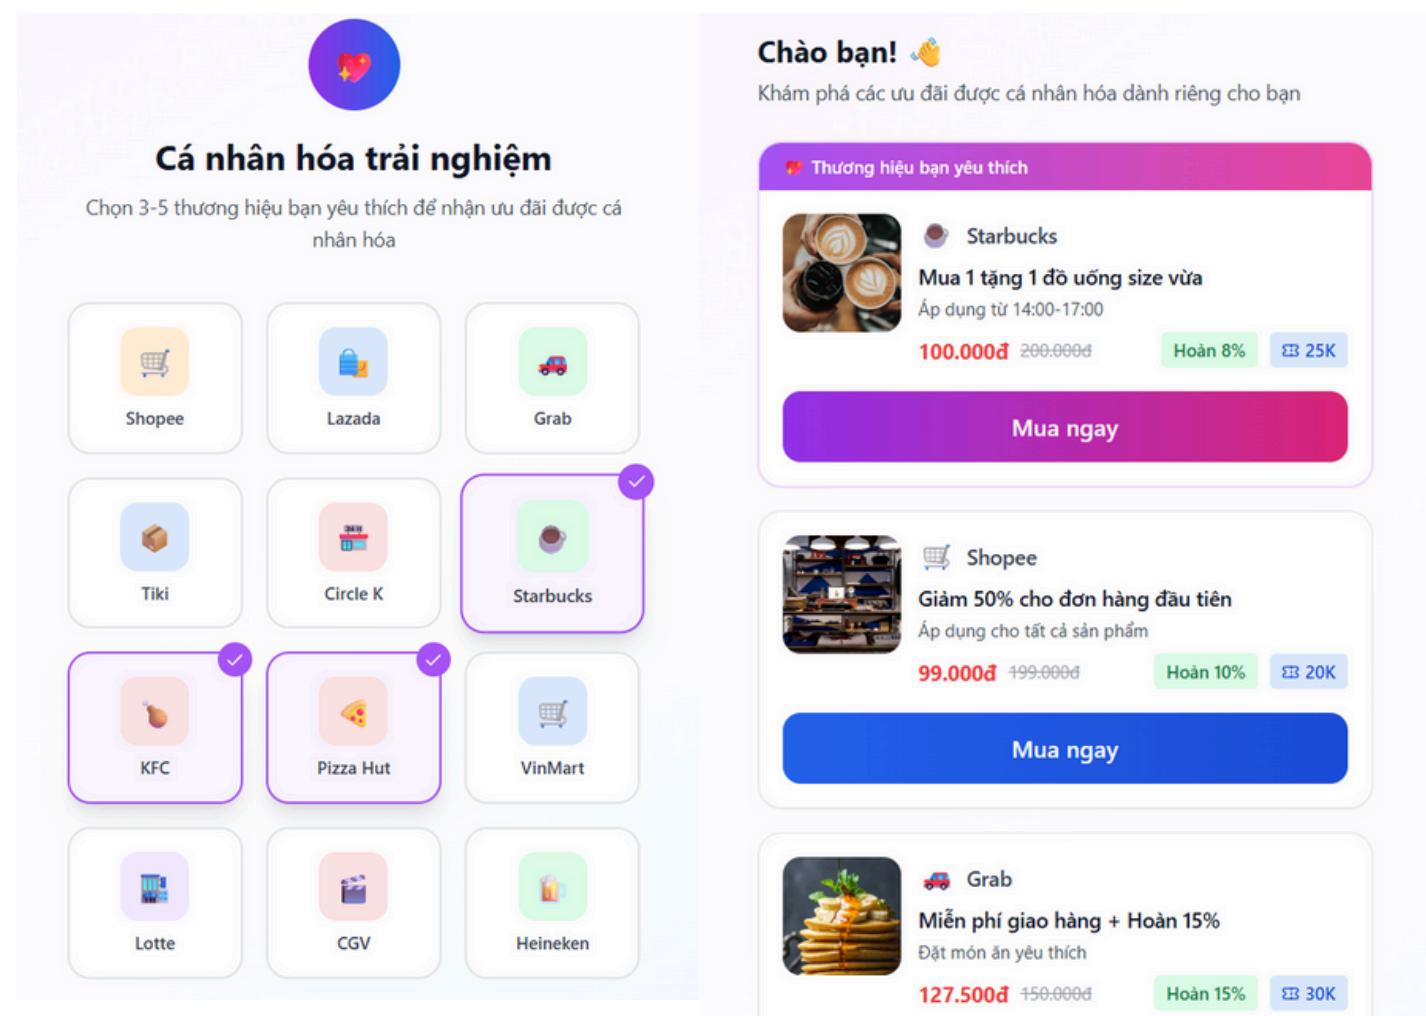 Cá nhân hóa trải nghiệm
Chọn 3-5 thương hiệu bạn yêu thích để nhận ưu đãi được cá
nhân hóa
Shopee
Lazada
Grab
Tiki
Circle K
Starbucks
KFC
Pizza Hut
VinMart
Lotte
CGV
Heineken
Chào bạn!
Khám phá các ưu đãi được cá nhân hóa dành riêng cho bạn
Thương hiệu bạn yêu thích
Starbucks
Mua 1 tặng 1 đồ uống size vừa
Áp dụng từ 14:00-17:00
100.000đ 200.000đ Hoàn 8% 25K
Mua ngay
Shopee
Giảm 50% cho đơn hàng đầu tiên
Áp dụng cho tất cả sản phẩm
99.000đ 199.000đ Hoàn 10% 20K
Mua ngay
Grab
Miễn phí giao hàng + Hoàn 15%
Đặt món ăn yêu thích
127.500đ 150.000đ Hoàn 15% 30K